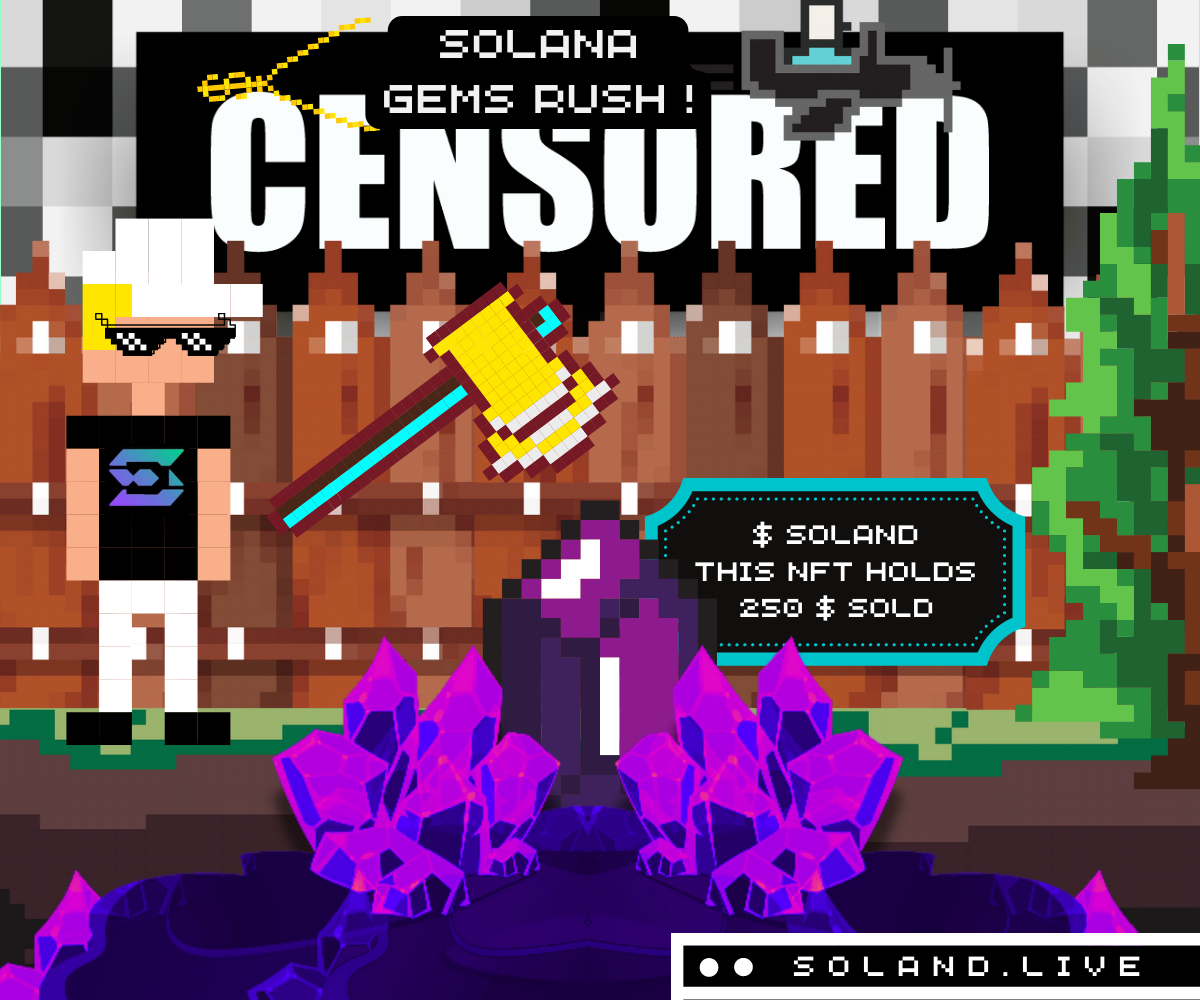 SOLANA
GEMS RUSH !
CENSURED
$ SOLAND
THIS NFT HOLDS
250 $ SOLD
SOLAND.LIVE